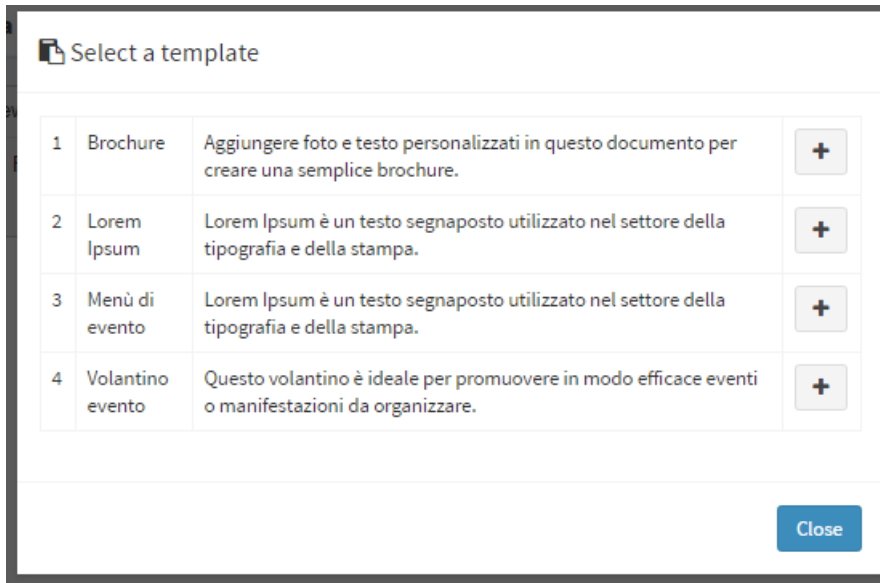 Select a template
1 Brochure Aggiungere foto e testo personalizzati in questo documento per
creare una semplice brochure.
2 Lorem Lorem Ipsum è un testo segnaposto utilizzato nel settore della
Ipsum tipografia e della stampa.
3 Menù di Lorem Ipsum è un testo segnaposto utilizzato nel settore della
evento tipografia e della stampa.
4 Volantino Questo volantino è ideale per promuovere in modo efficace eventi
evento o manifestazioni da organizzare.
Close